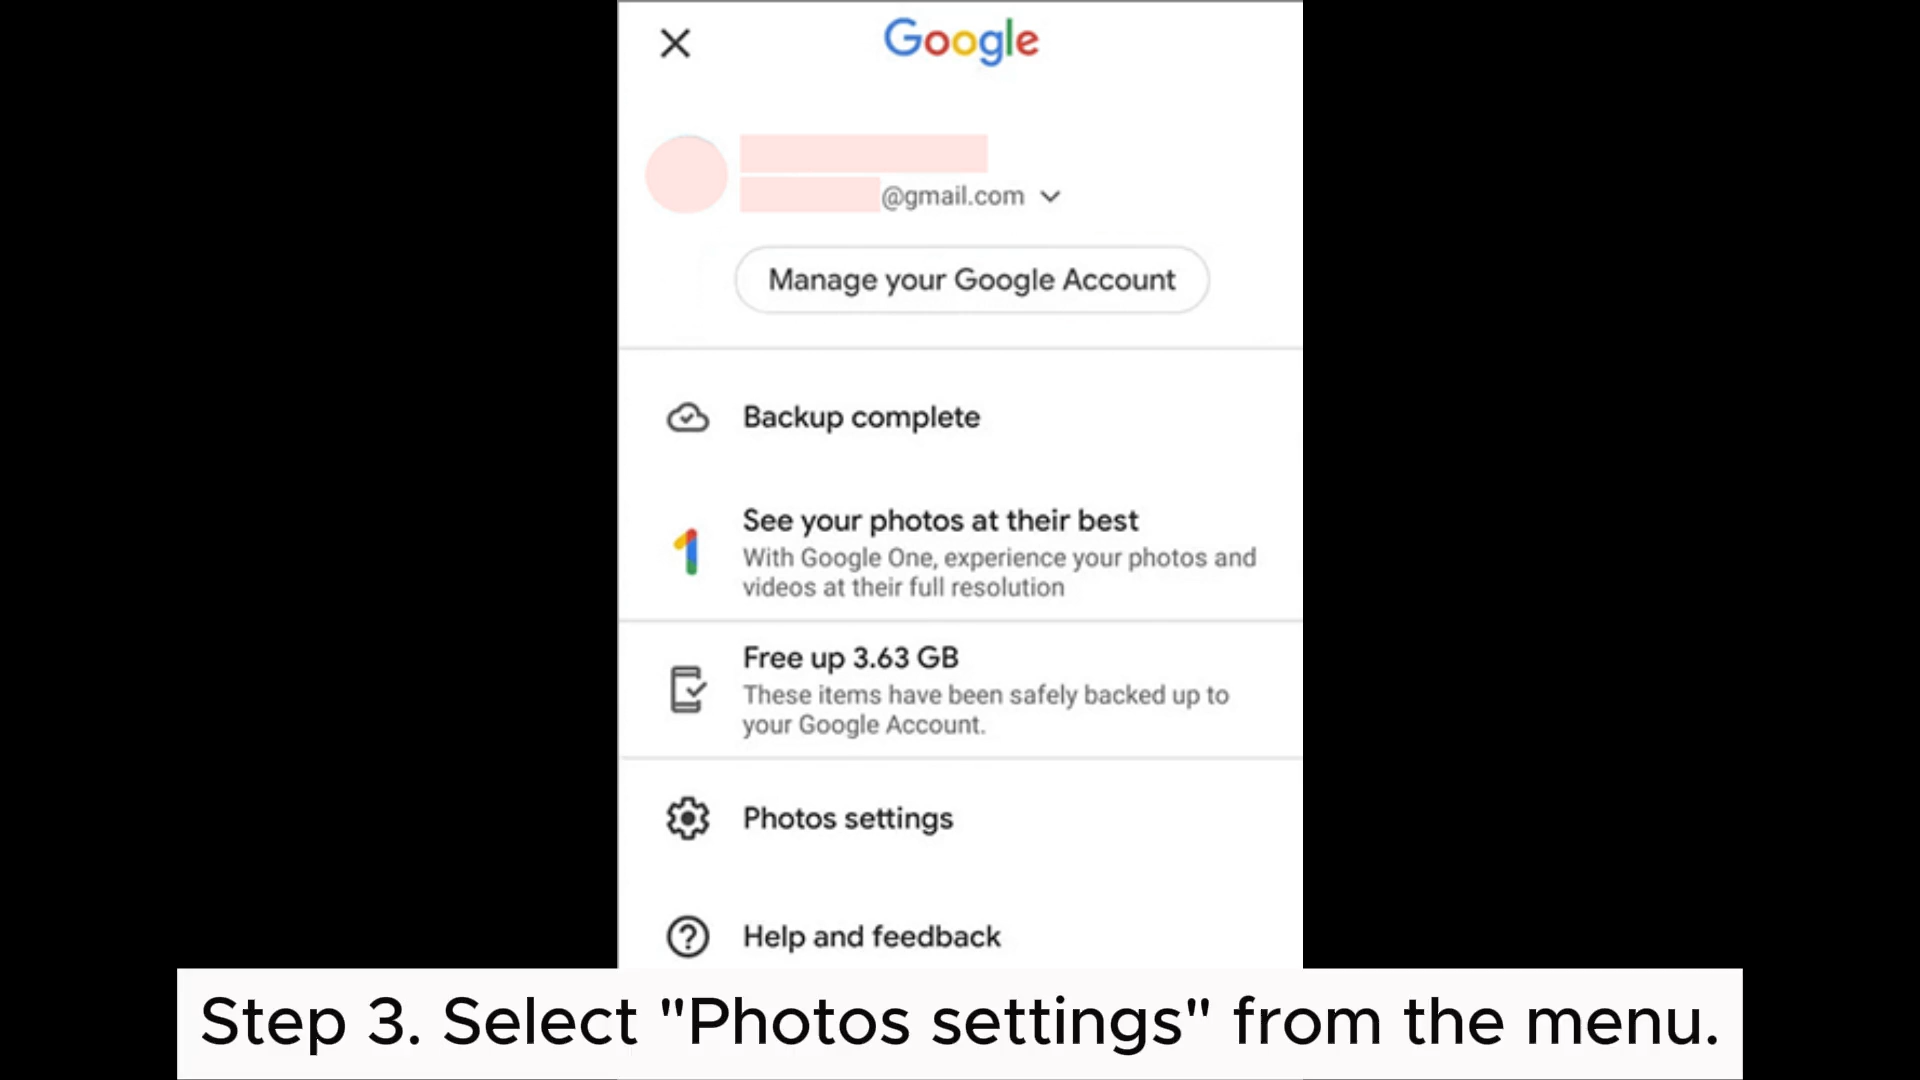 Google
@gmail.com
Manage your Google Account
Backup complete
See your photos at their best
With Google One, experience your photos and
videos at their full resolution
Free up 3.63 GB
These items have been safely backed up to
your Google Account.
Photos settings
Help and feedback
Step 3. Select "Photos settings" from the menu.